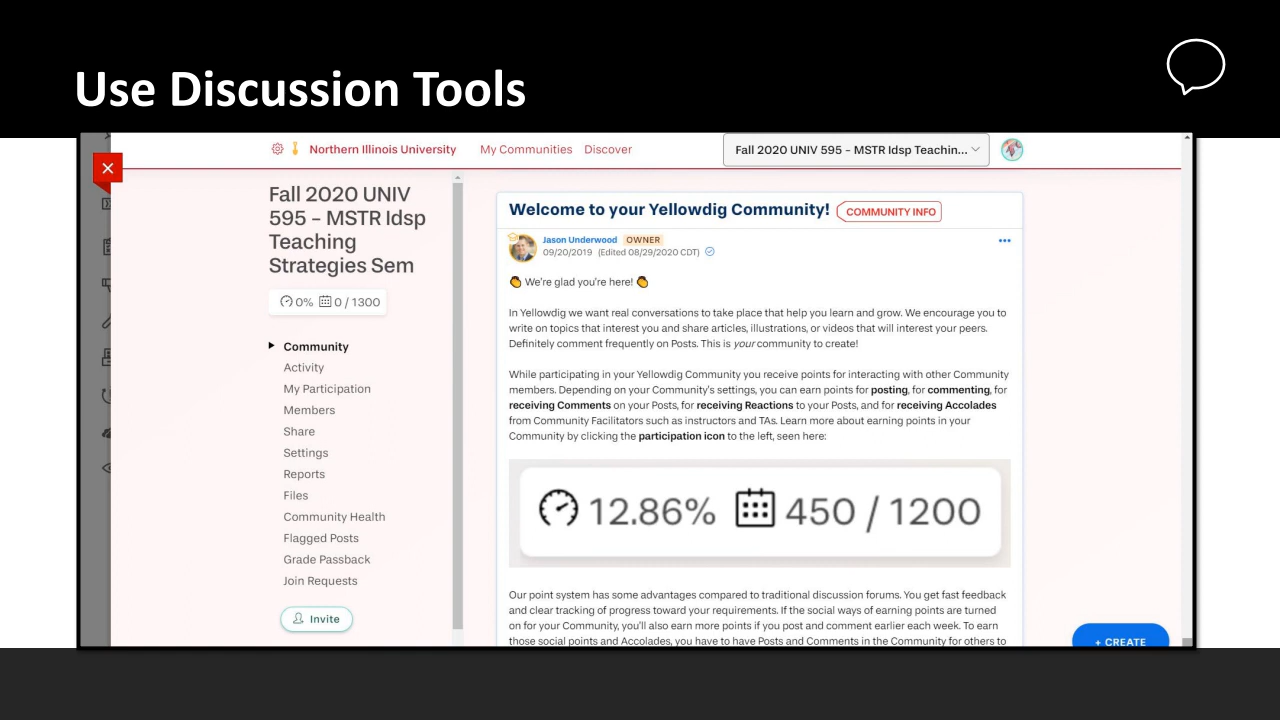 Use Discussion Tools
Northern Illinois University My Communities Discover Fall 2020 UNIV 595 – MSTR Idsp Teachin...
Fall 2020 UNIV
595 – MSTR Idsp
Teaching
Strategies Sem
0% 0 / 1300
Community
Activity
My Participation
Members
Share
Settings
Reports
Files
Community Health
Flagged Posts
Grade Passback
Join Requests
Invite
Welcome to your Yellowdig Community! COMMUNITY INFO
Jason Underwood OWNER
09/20/2019 (Edited 08/29/2020 CDT)
👏 We're glad you're here! 👏
In Yellowdig we want real conversations to take place that help you learn and grow. We encourage you to
write on topics that interest you and share articles, illustrations, or videos that will interest your peers.
Definitely comment frequently on Posts. This is your community to create!
While participating in your Yellowdig Community you receive points for interacting with other Community
members. Depending on your Community's settings, you can earn points for posting, for commenting, for
receiving Comments on your Posts, for receiving Reactions to your Posts, and for receiving Accolades
from Community Facilitators such as instructors and TAs. Learn more about earning points in your
Community by clicking the participation icon to the left, seen here:
12.86% 450 / 1200
Our point system has some advantages compared to traditional discussion forums. You get fast feedback
and clear tracking of progress toward your requirements. If the social ways of earning points are turned
on for your Community, you'll also earn more points if you post and comment earlier each week. To earn
those social points and Accolades, you have to have Posts and Comments in the Community for others to
+ CREATE